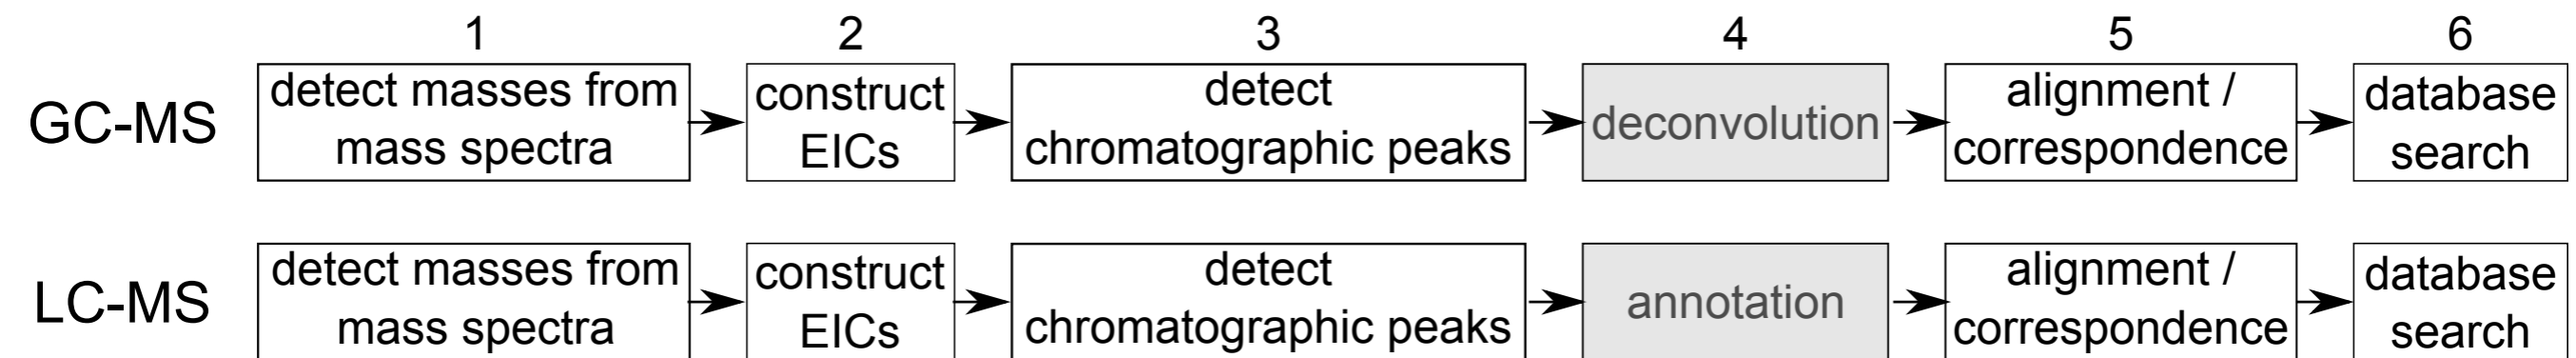 1 2 3 4 5 6
GC-MS
detect masses from
mass spectra
construct
EICs
detect
chromatographic peaks
deconvolution
alignment /
correspondence
database
search
LC-MS
detect masses from
mass spectra
construct
EICs
detect
chromatographic peaks
annotation
alignment /
correspondence
database
search